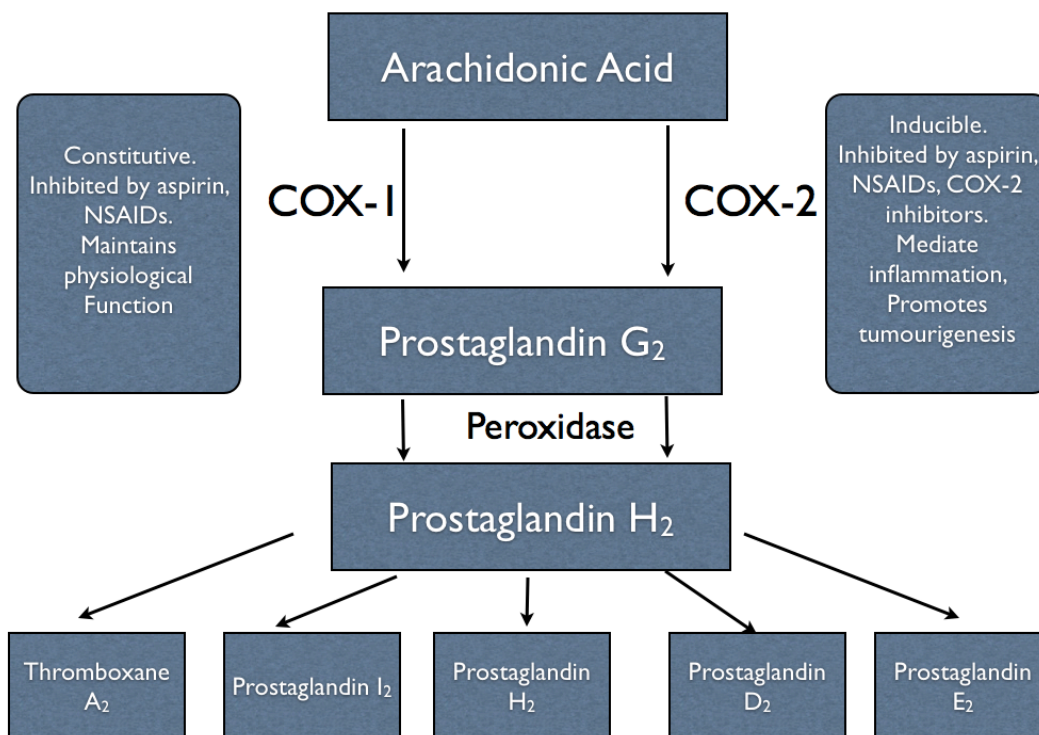 Arachidonic Acid
Constitutive.
Inhibited by aspirin,
NSAIDs.
Maintains
physiological
Function
COX-1
COX-2
Inducible.
Inhibited by aspirin,
NSAIDs, COX-2
inhibitors.
Mediate
inflammation,
Promotes
tumourigenesis
Prostaglandin G₂
Peroxidase
Prostaglandin H₂
Thromboxane
A₂
Prostaglandin I₂
Prostaglandin
H₂
Prostaglandin
D₂
Prostaglandin
E₂